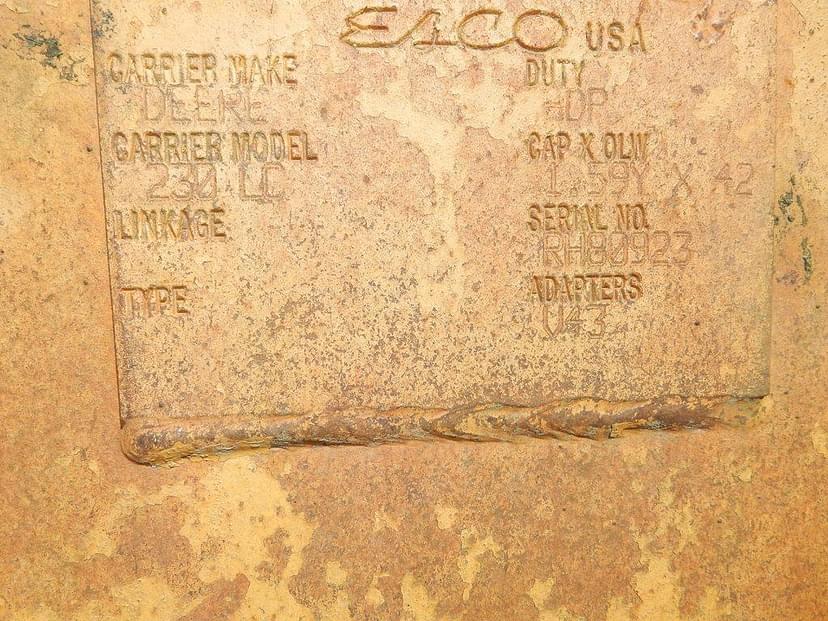 ESCO USA
CARRIER MAKE
DEERE
CARRIER MODEL
230 LC
LINKAGE
TYPE
DUTY
HDP
CAP X OLW
1.59Y X 42
SERIAL NO.
RH80923
ADAPTERS
V43